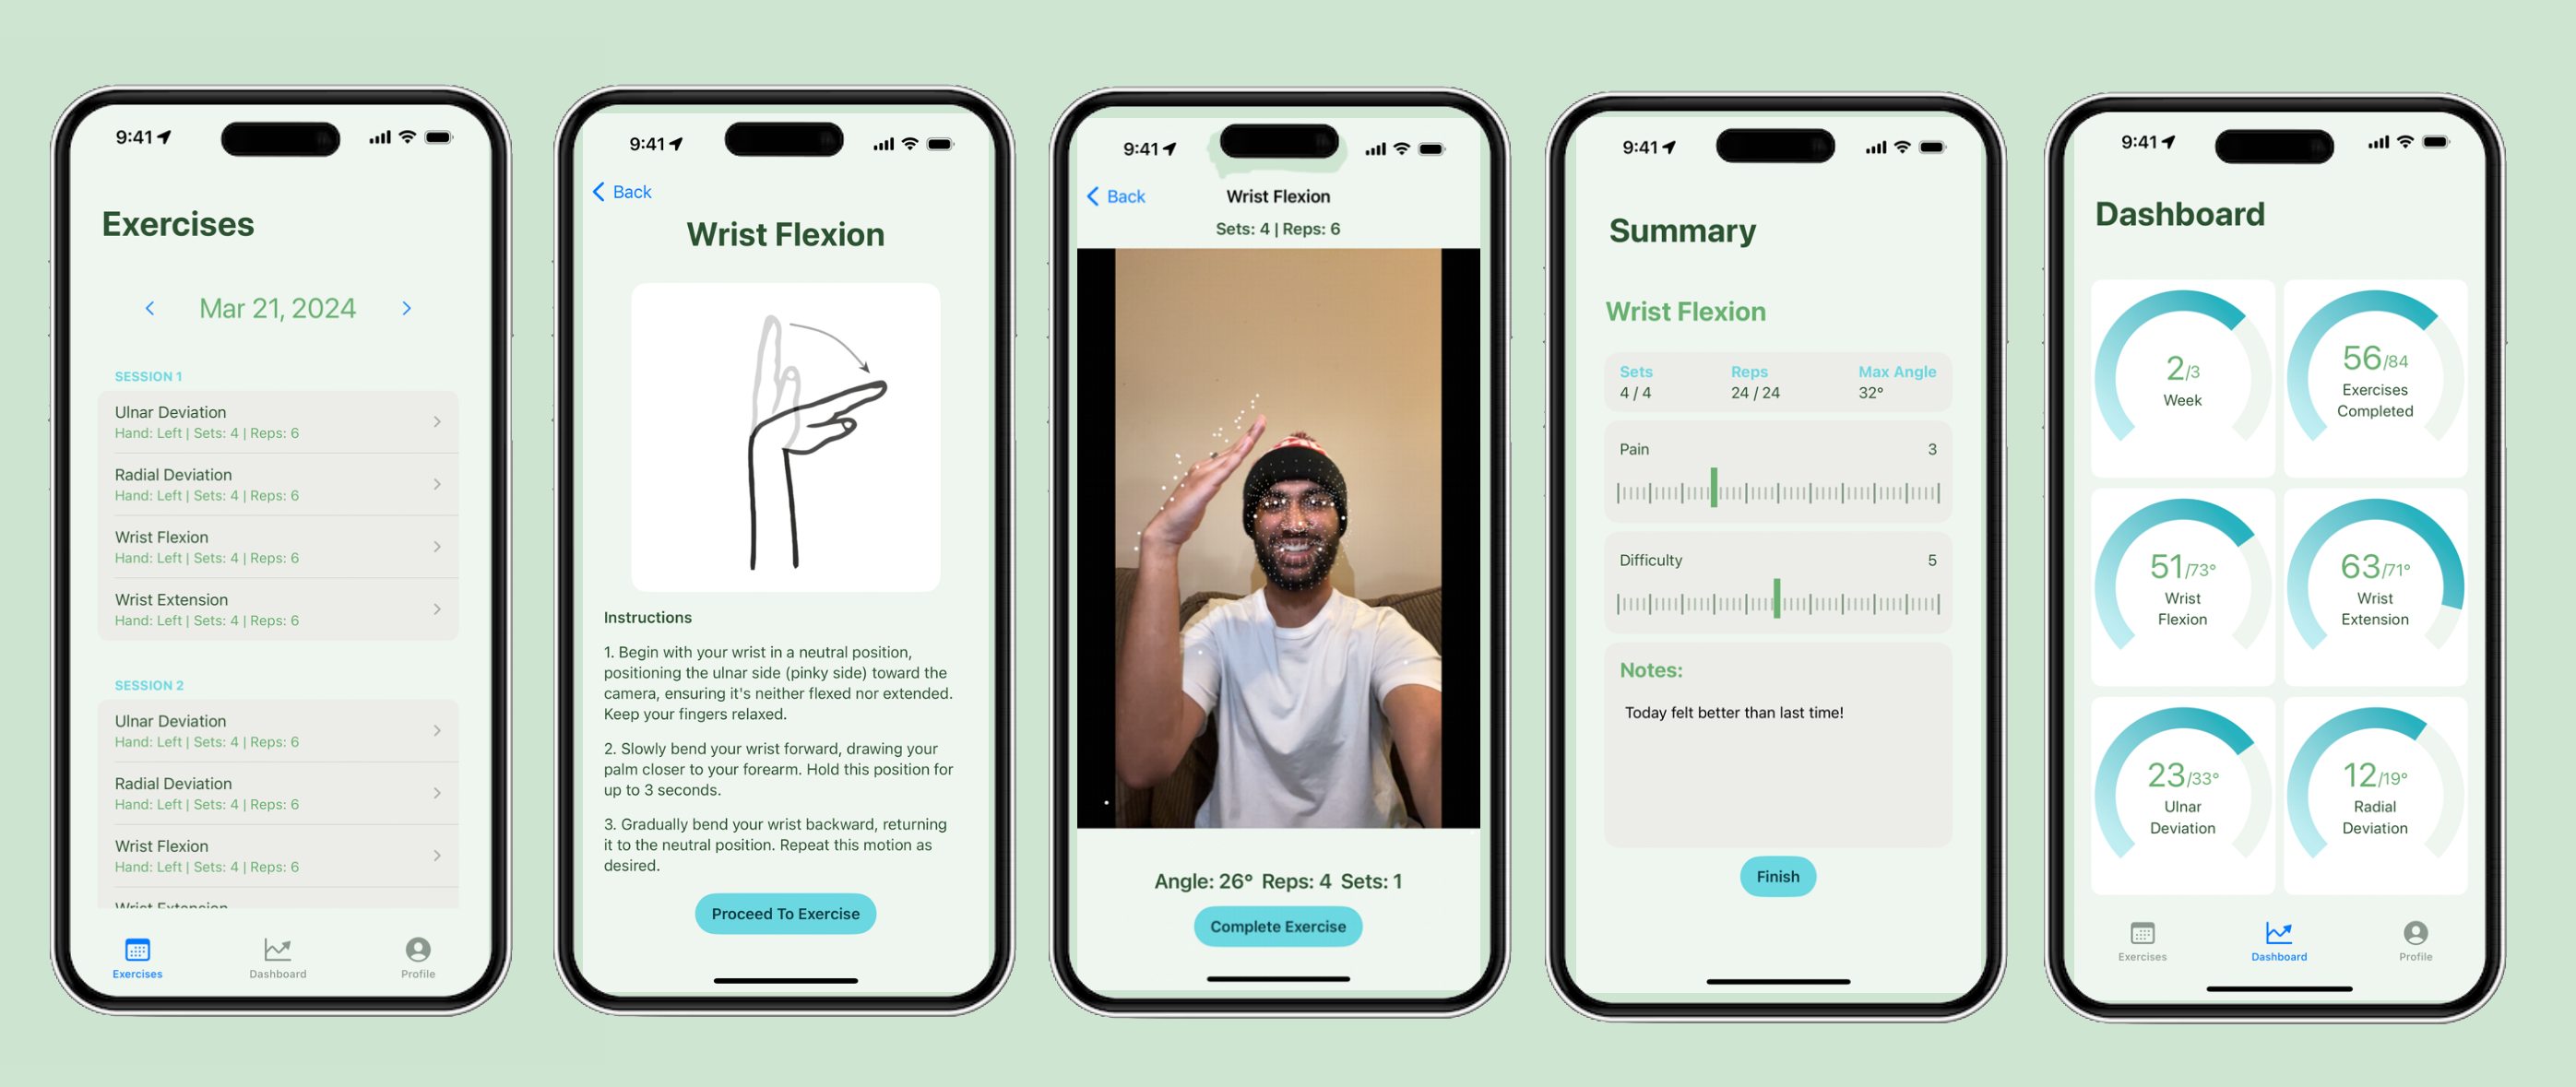 9:41
Exercises
Mar 21, 2024
SESSION 1
Ulnar Deviation
Hand: Left | Sets: 4 | Reps: 6
Radial Deviation
Hand: Left | Sets: 4 | Reps: 6
Wrist Flexion
Hand: Left | Sets: 4 | Reps: 6
Wrist Extension
Hand: Left | Sets: 4 | Reps: 6
SESSION 2
Ulnar Deviation
Hand: Left | Sets: 4 | Reps: 6
Radial Deviation
Hand: Left | Sets: 4 | Reps: 6
Wrist Flexion
Hand: Left | Sets: 4 | Reps: 6
Wrist Extension
Exercises
Dashboard
Profile
9:41
Back
Wrist Flexion
Instructions
1. Begin with your wrist in a neutral position,
positioning the ulnar side (pinky side) toward the
camera, ensuring it's neither flexed nor extended.
Keep your fingers relaxed.
2. Slowly bend your wrist forward, drawing your
palm closer to your forearm. Hold this position for
up to 3 seconds.
3. Gradually bend your wrist backward, returning
it to the neutral position. Repeat this motion as
desired.
Proceed To Exercise
9:41
Back
Wrist Flexion
Sets: 4 | Reps: 6
Angle: 26° Reps: 4 Sets: 1
Complete Exercise
9:41
Summary
Wrist Flexion
Sets Reps Max Angle
4 / 4 24 / 24 32°
Pain 3
Difficulty 5
Notes:
Today felt better than last time!
Finish
9:41
Dashboard
2/3
Week
56/84
Exercises
Completed
51/73°
Wrist
Flexion
63/71°
Wrist
Extension
23/33°
Ulnar
Deviation
12/19°
Radial
Deviation
Exercises
Dashboard
Profile